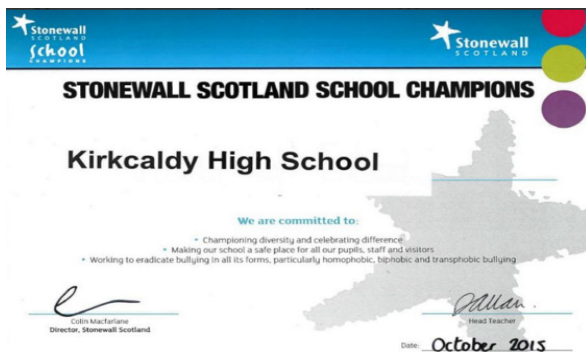 Stonewall
SCOTLAND
School
CHAMPIONS
Stonewall
SCOTLAND
STONEWALL SCOTLAND SCHOOL CHAMPIONS
Kirkcaldy High School
We are committed to:
• Championing diversity and celebrating difference
• Making our school a safe place for all our pupils, staff and visitors
• Working to eradicate bullying in all its forms, particularly homophobic, biphobic and transphobic bullying
Colin Macfarlane
Director, Stonewall Scotland
Head Teacher
Date: October 2015